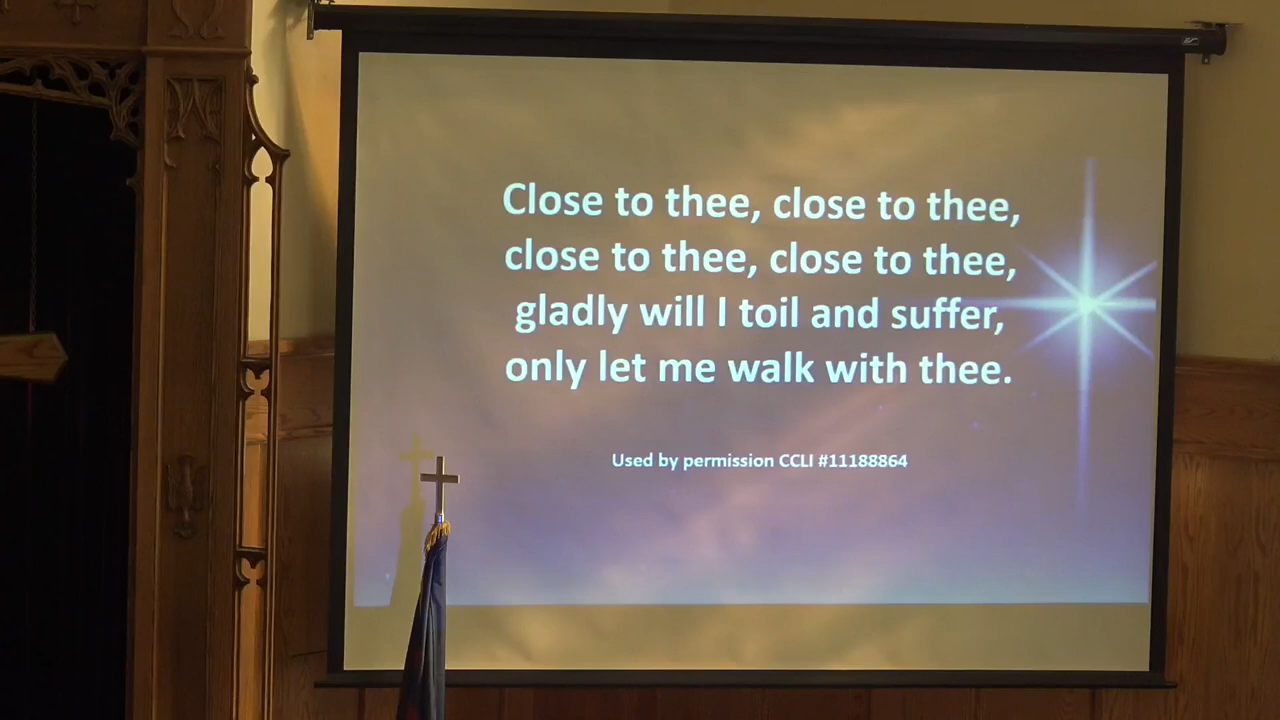 Close to thee, close to thee,
close to thee, close to thee,
gladly will I toil and suffer,
only let me walk with thee.
Used by permission CCLI #11188864